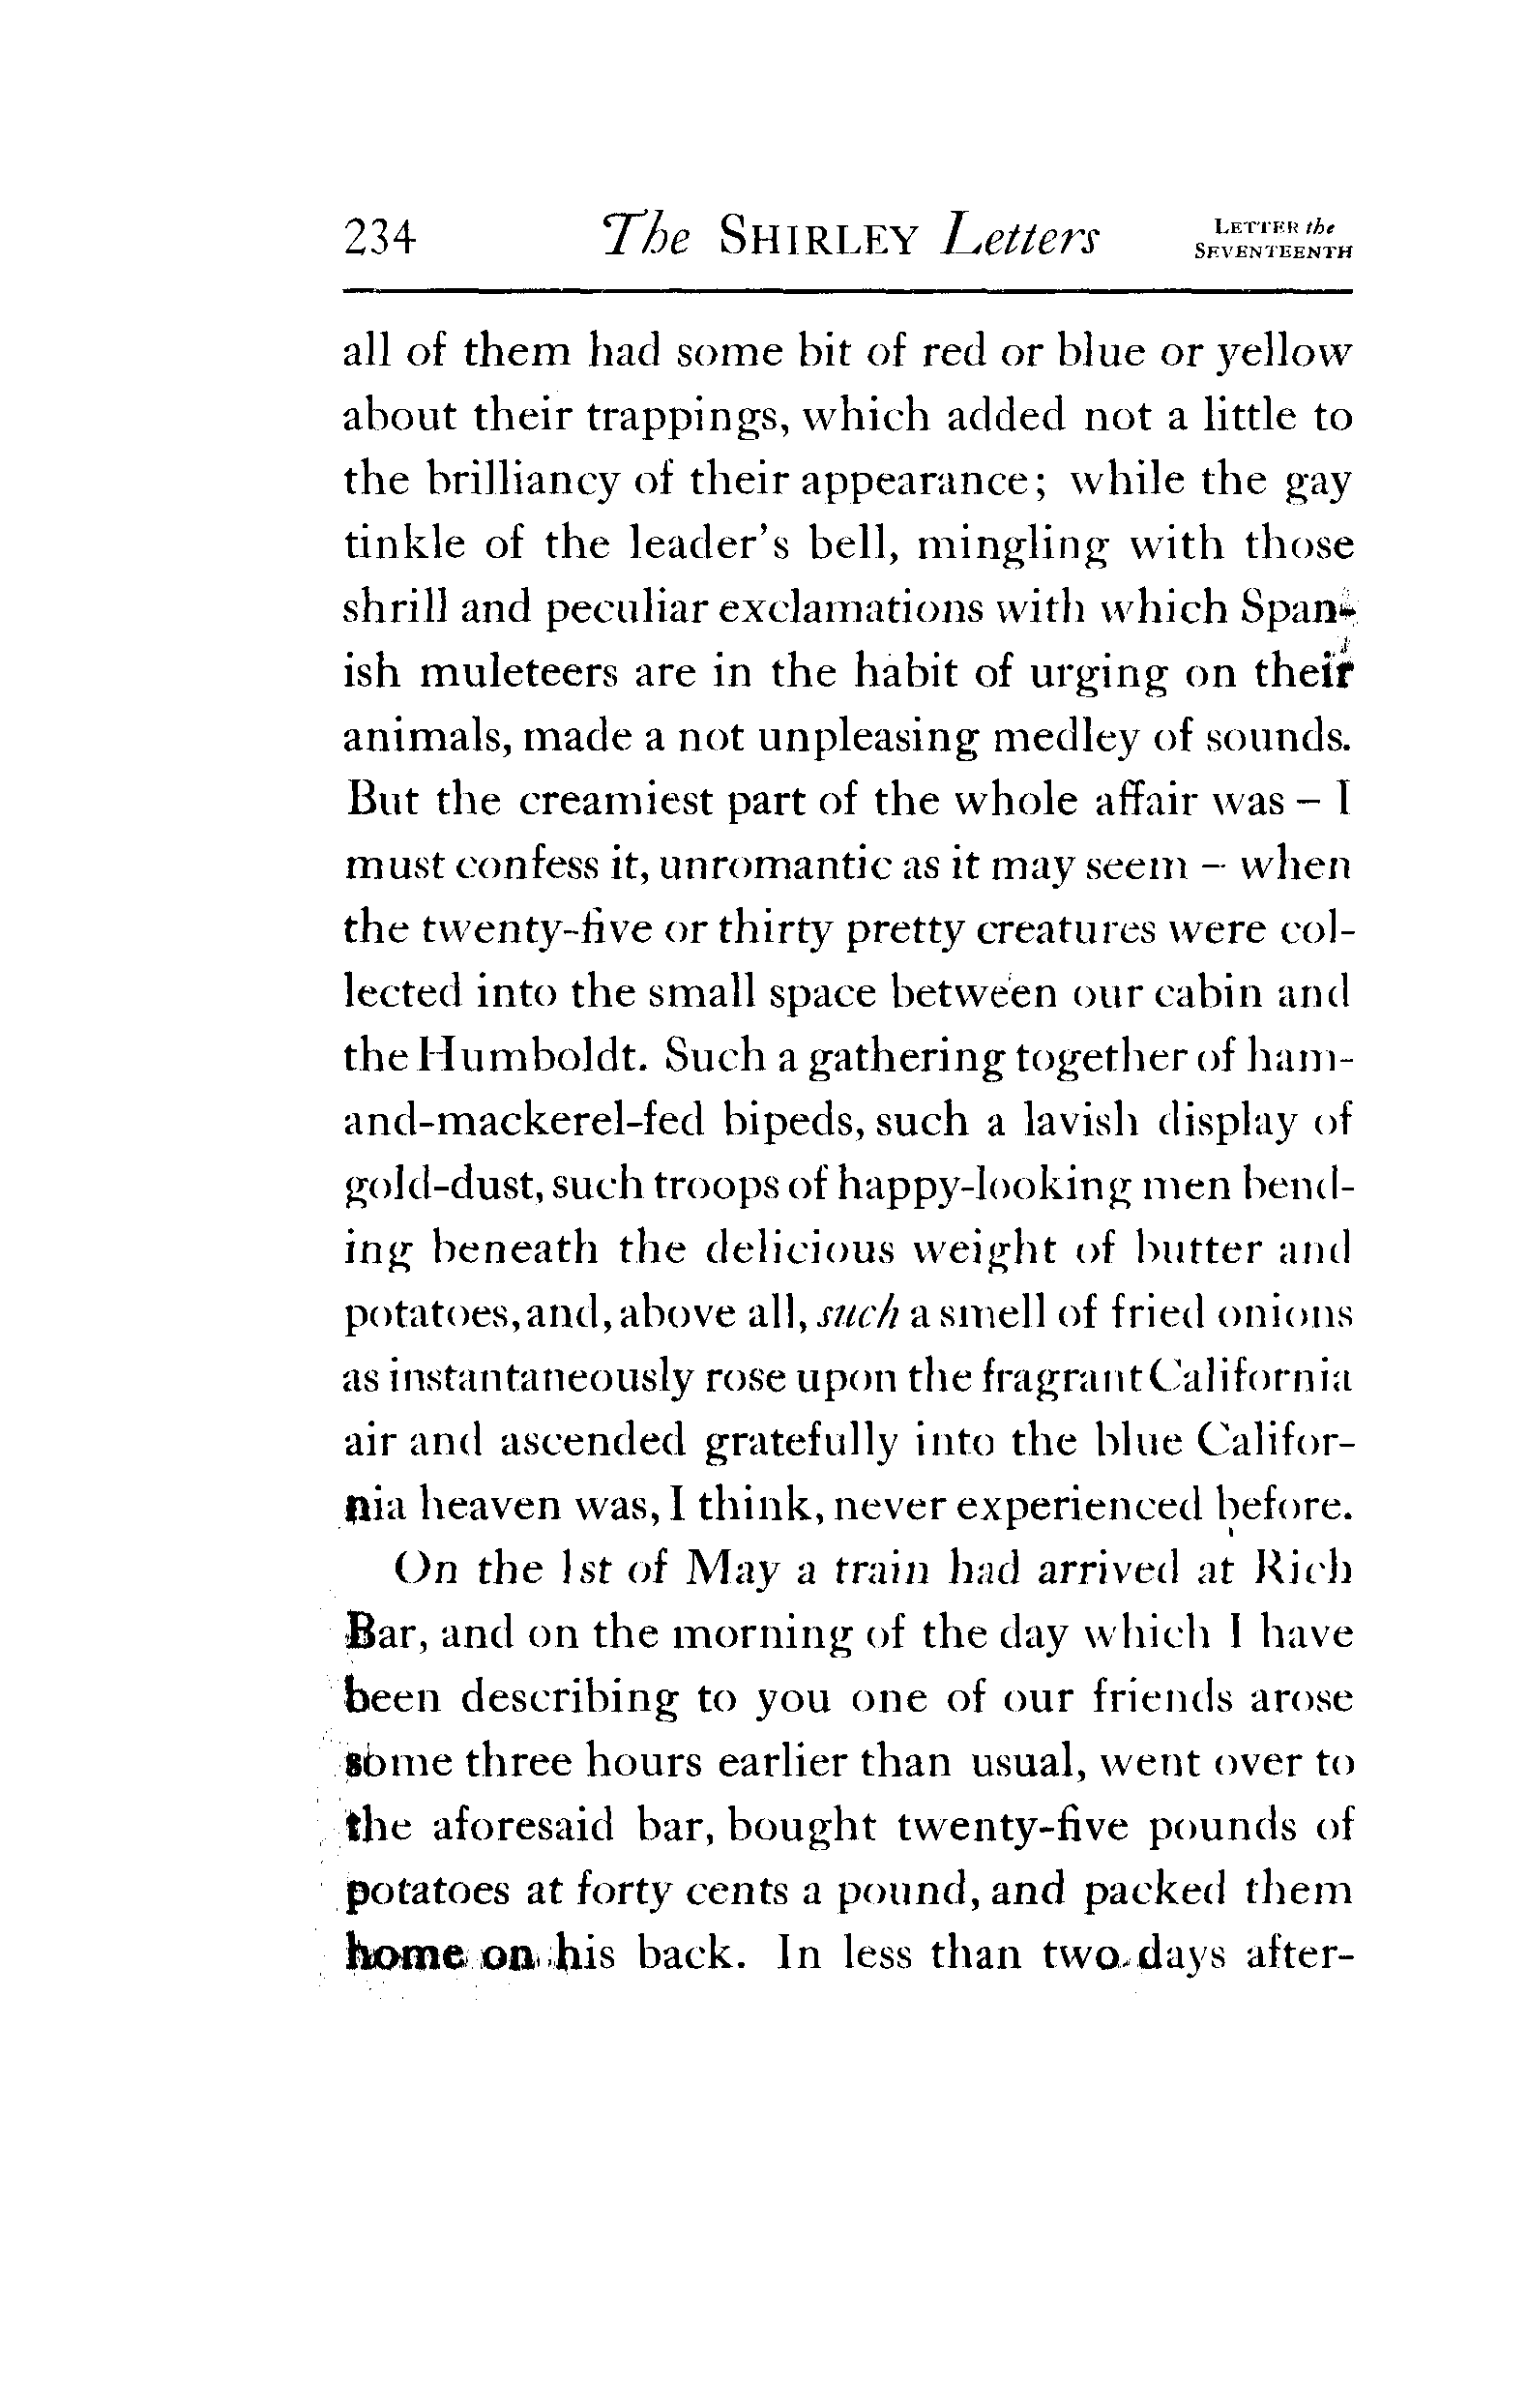 234 The SHIRLEY Letters LETTER the SEVENTEENTH
all of them had some bit of red or blue or yellow
about their trappings, which added not a little to
the brilliancy of their appearance; while the gay
tinkle of the leader's bell, mingling with those
shrill and peculiar exclamations with which Span-
ish muleteers are in the habit of urging on their
animals, made a not unpleasing medley of sounds.
But the creamiest part of the whole affair was – I
must confess it, unromantic as it may seem – when
the twenty-five or thirty pretty creatures were col-
lected into the small space between our cabin and
the Humboldt. Such a gathering together of ham-
and-mackerel-fed bipeds, such a lavish display of
gold-dust, such troops of happy-looking men bend-
ing beneath the delicious weight of butter and
potatoes, and, above all, such a smell of fried onions
as instantaneously rose upon the fragrant California
air and ascended gratefully into the blue Califor-
nia heaven was, I think, never experienced before.
On the 1st of May a train had arrived at Rich
Bar, and on the morning of the day which I have
been describing to you one of our friends arose
some three hours earlier than usual, went over to
the aforesaid bar, bought twenty-five pounds of
potatoes at forty cents a pound, and packed them
home on his back. In less than two days after-